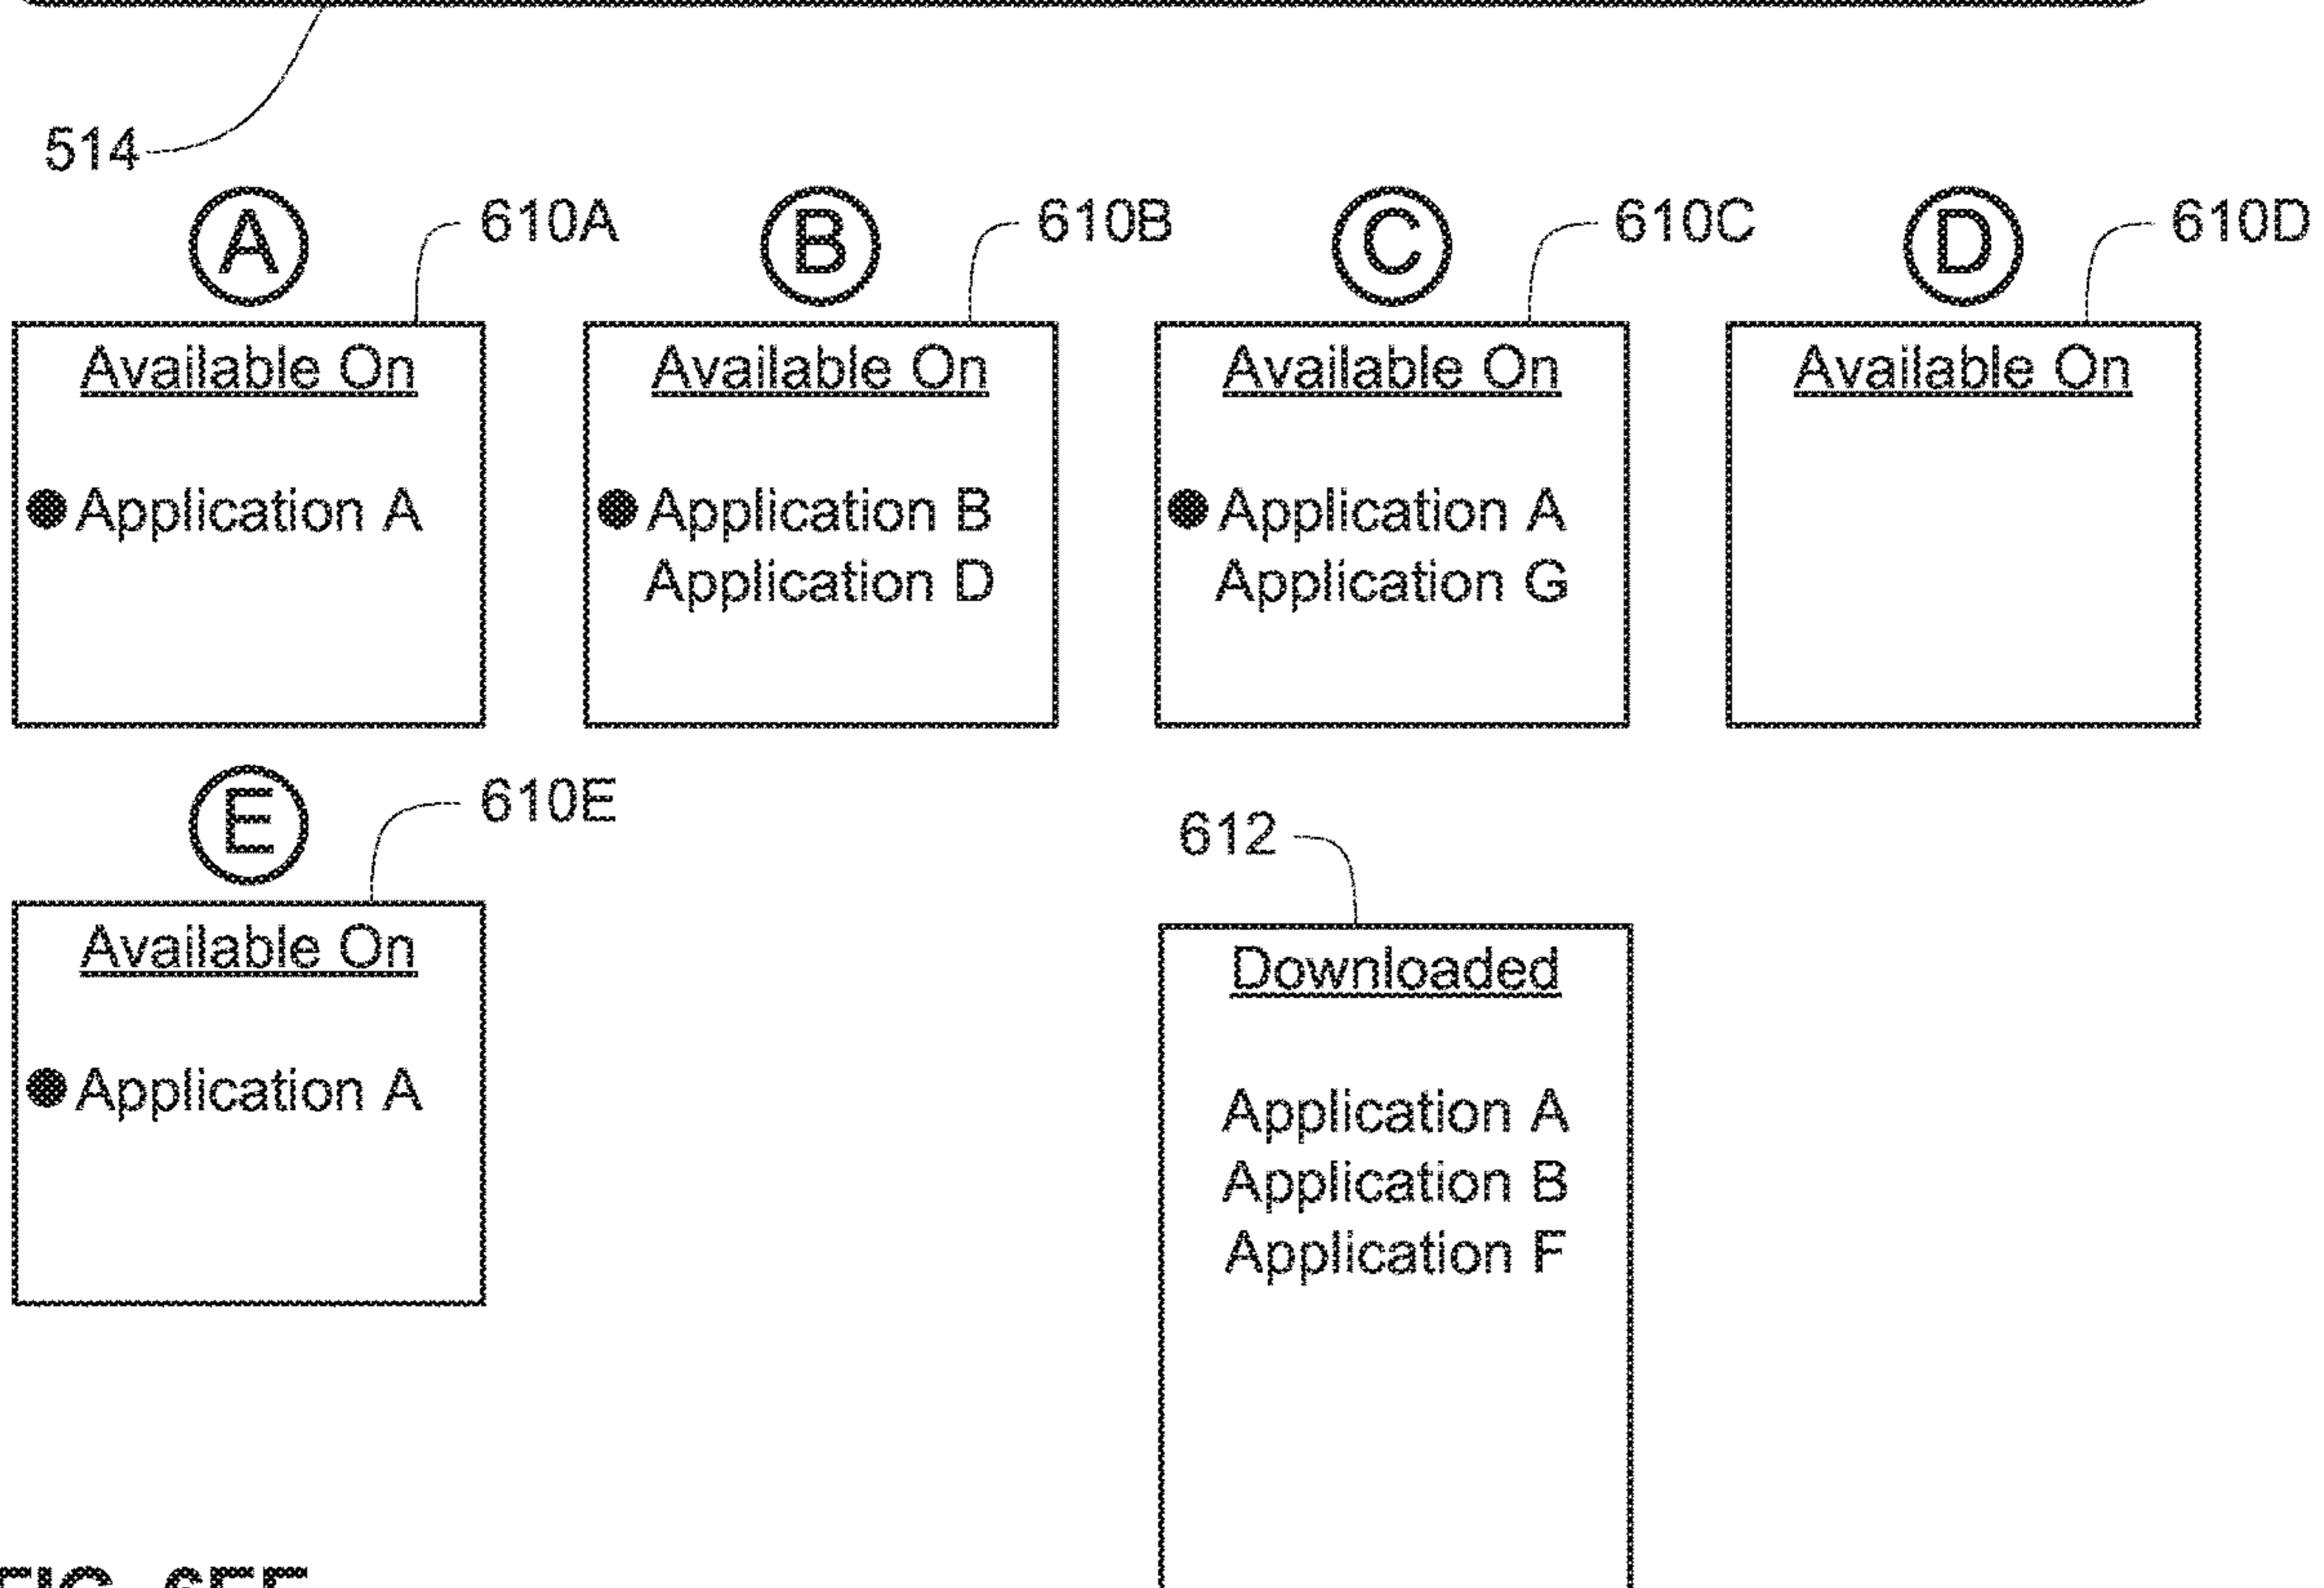 514
A 610A B 610B C 610C D 610D
Available On Available On Available On Available On
Application A Application B Application A
Application D Application G
E 610E
612
Available On
Downloaded
Application A
Application A
Application B
Application F